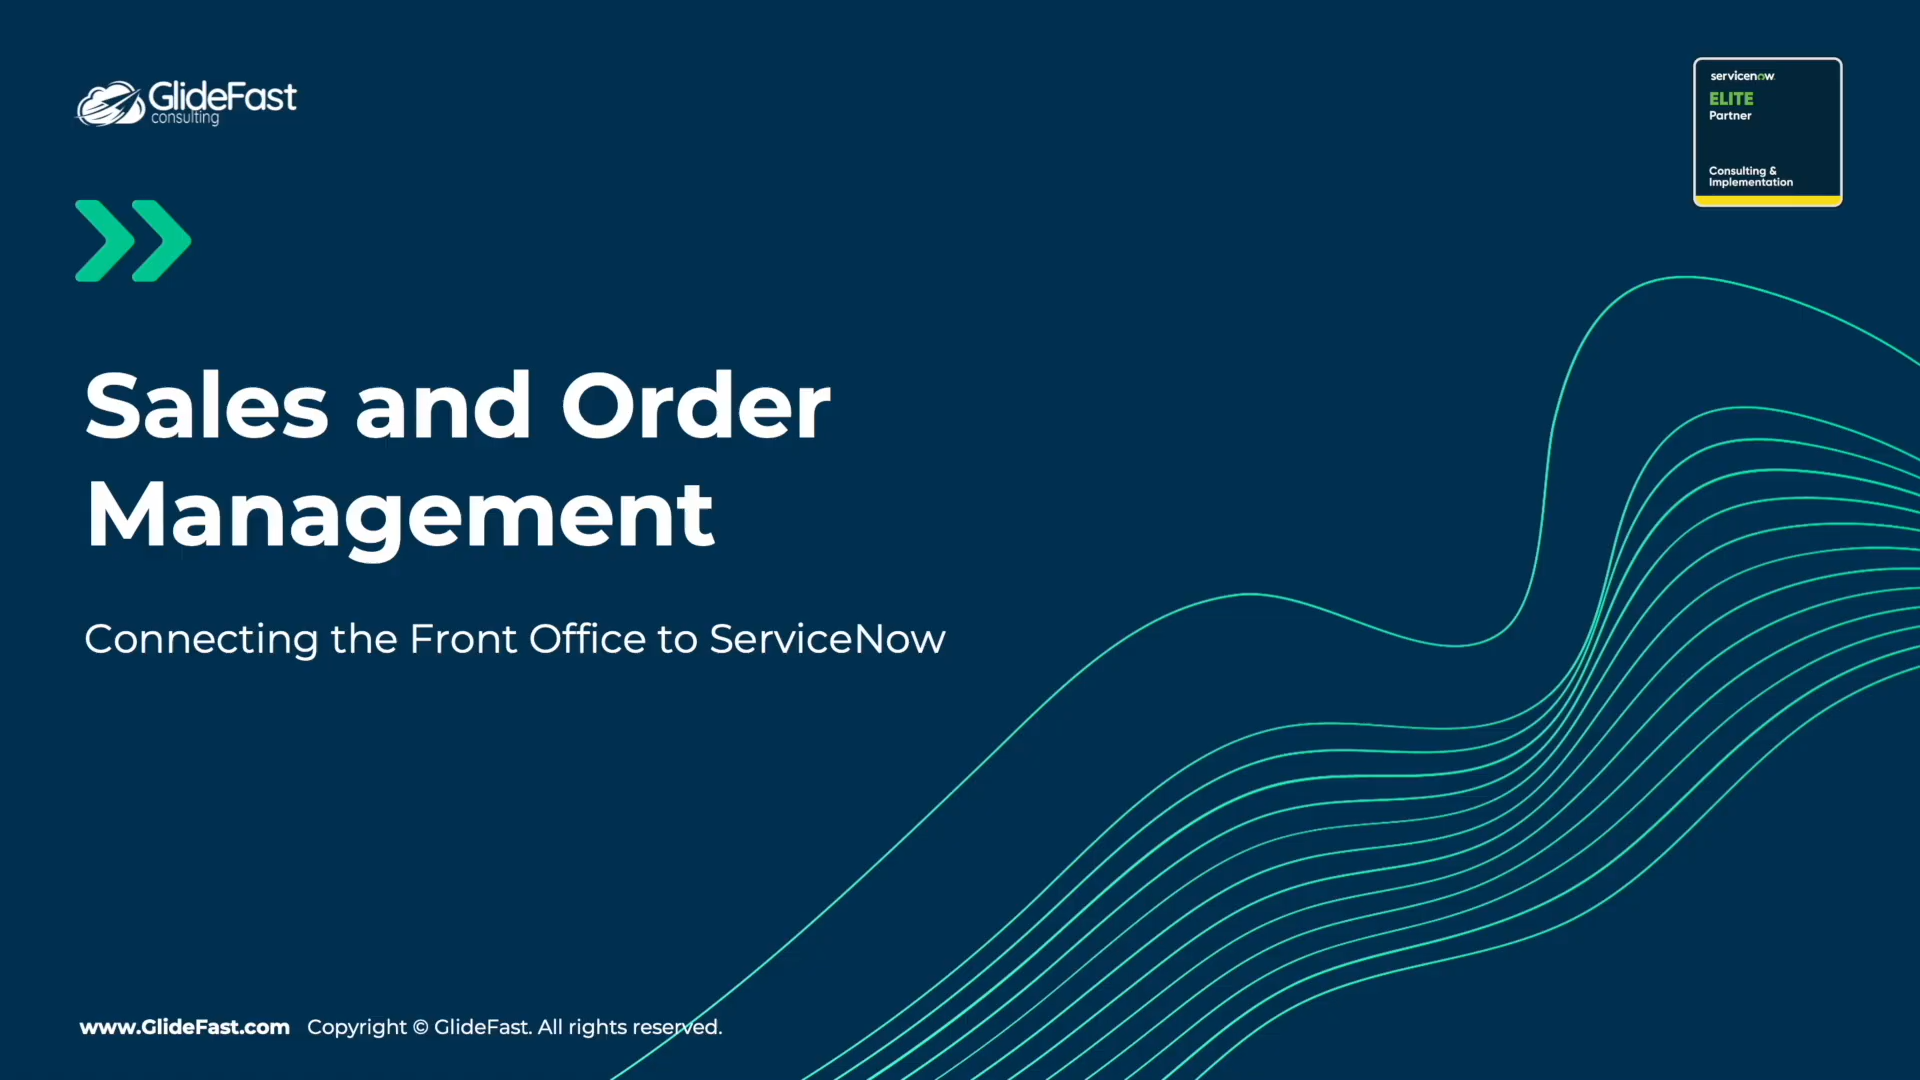 GlideFast
consulting
servicenow
ELITE
Partner
Consulting &
Implementation
Sales and Order
Management
Connecting the Front Office to ServiceNow
www.GlideFast.com Copyright © GlideFast. All rights reserved.